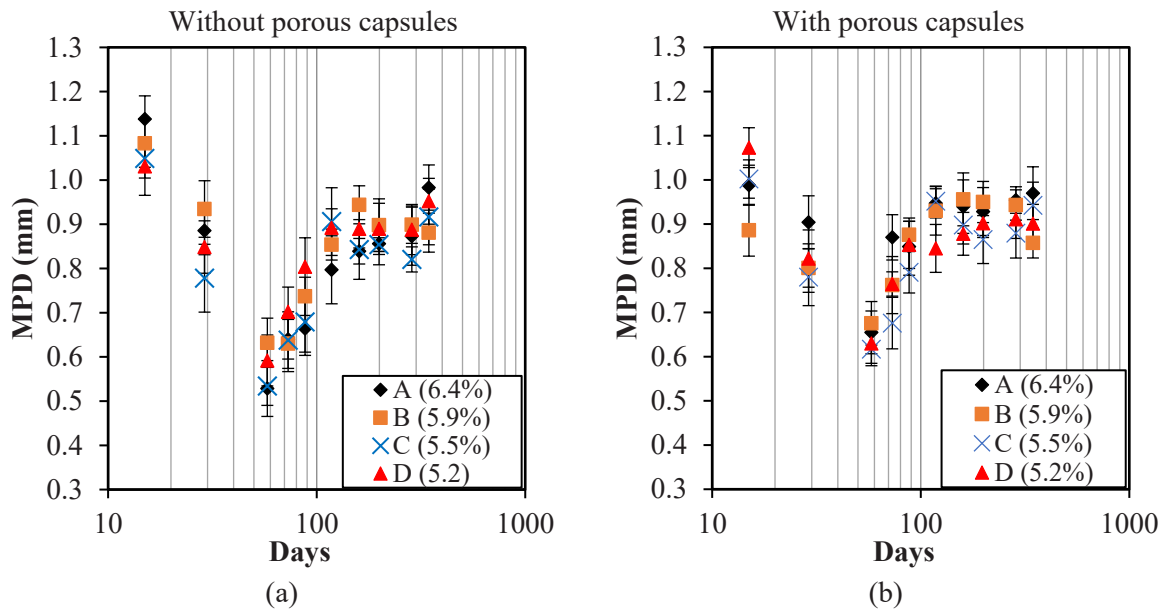 Without porous capsules
1.3
1.2
1.1
1.0
0.9
0.8
0.7
0.6
0.5
0.4
0.3
MPD (mm)
A (6.4%)
B (5.9%)
C (5.5%)
D (5.2)
10
100
1000
Days
(a)
With porous capsules
1.3
1.2
1.1
1.0
0.9
0.8
0.7
0.6
0.5
0.4
0.3
MPD (mm)
A (6.4%)
B (5.9%)
C (5.5%)
D (5.2%)
10
100
1000
Days
(b)